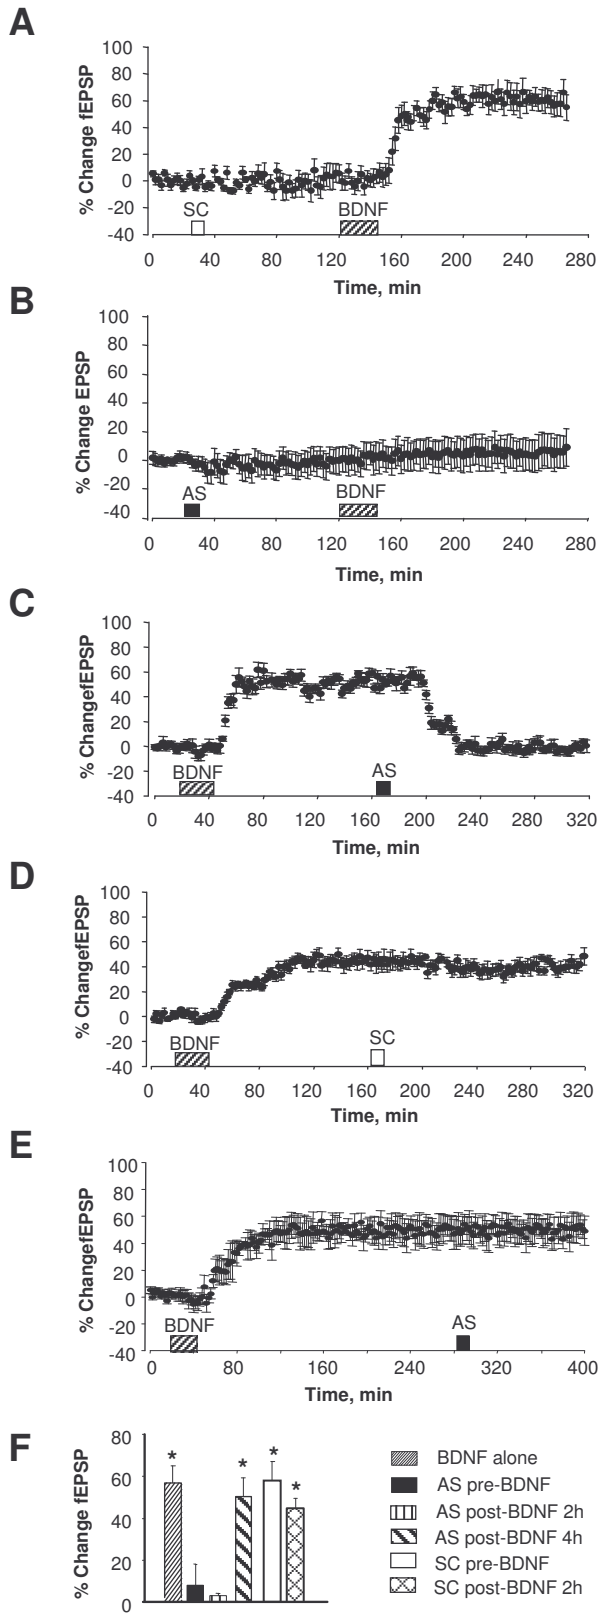 A
% Change fEPSP
100
80
60
40
20
0
-20
-40
SC
BDNF
0 40 80 120 160 200 240 280
Time, min
B
% Change EPSP
100
80
60
40
20
0
-20
-40
AS
BDNF
0 40 80 120 160 200 240 280
Time, min
C
% ChangefEPSP
100
80
60
40
20
0
-20
-40
BDNF
AS
0 40 80 120 160 200 240 320
Time, min
D
% ChangefEPSP
100
80
60
40
20
0
-20
-40
BDNF
SC
0 40 80 120 160 200 240 280 320
Time, min
E
% ChangefEPSP
100
80
60
40
20
0
-20
-40
BDNF
AS
0 80 160 240 320 400
Time, min
F
% Change fEPSP
80
60
40
20
0
* * * *
BDNF alone
AS pre-BDNF
AS post-BDNF 2h
AS post-BDNF 4h
SC pre-BDNF
SC post-BDNF 2h